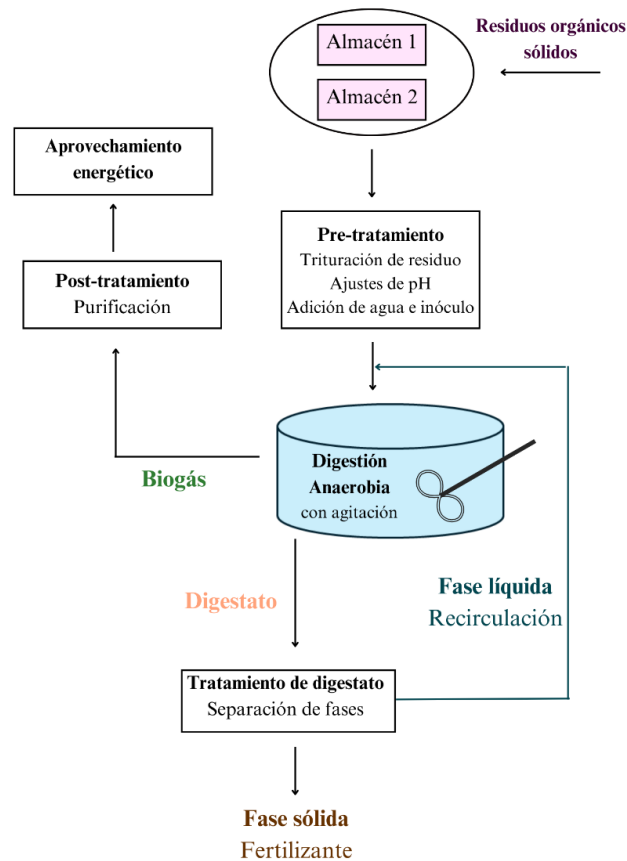 Almacén 1
Almacén 2
Residuos orgánicos
sólidos
Aprovechamiento
energético
Pre-tratamiento
Trituración de residuo
Ajustes de pH
Adición de agua e inóculo
Post-tratamiento
Purificación
Digestión
Anaerobia
con agitación
Biogás
Digestato
Fase líquida
Recirculación
Tratamiento de digestato
Separación de fases
Fase sólida
Fertilizante